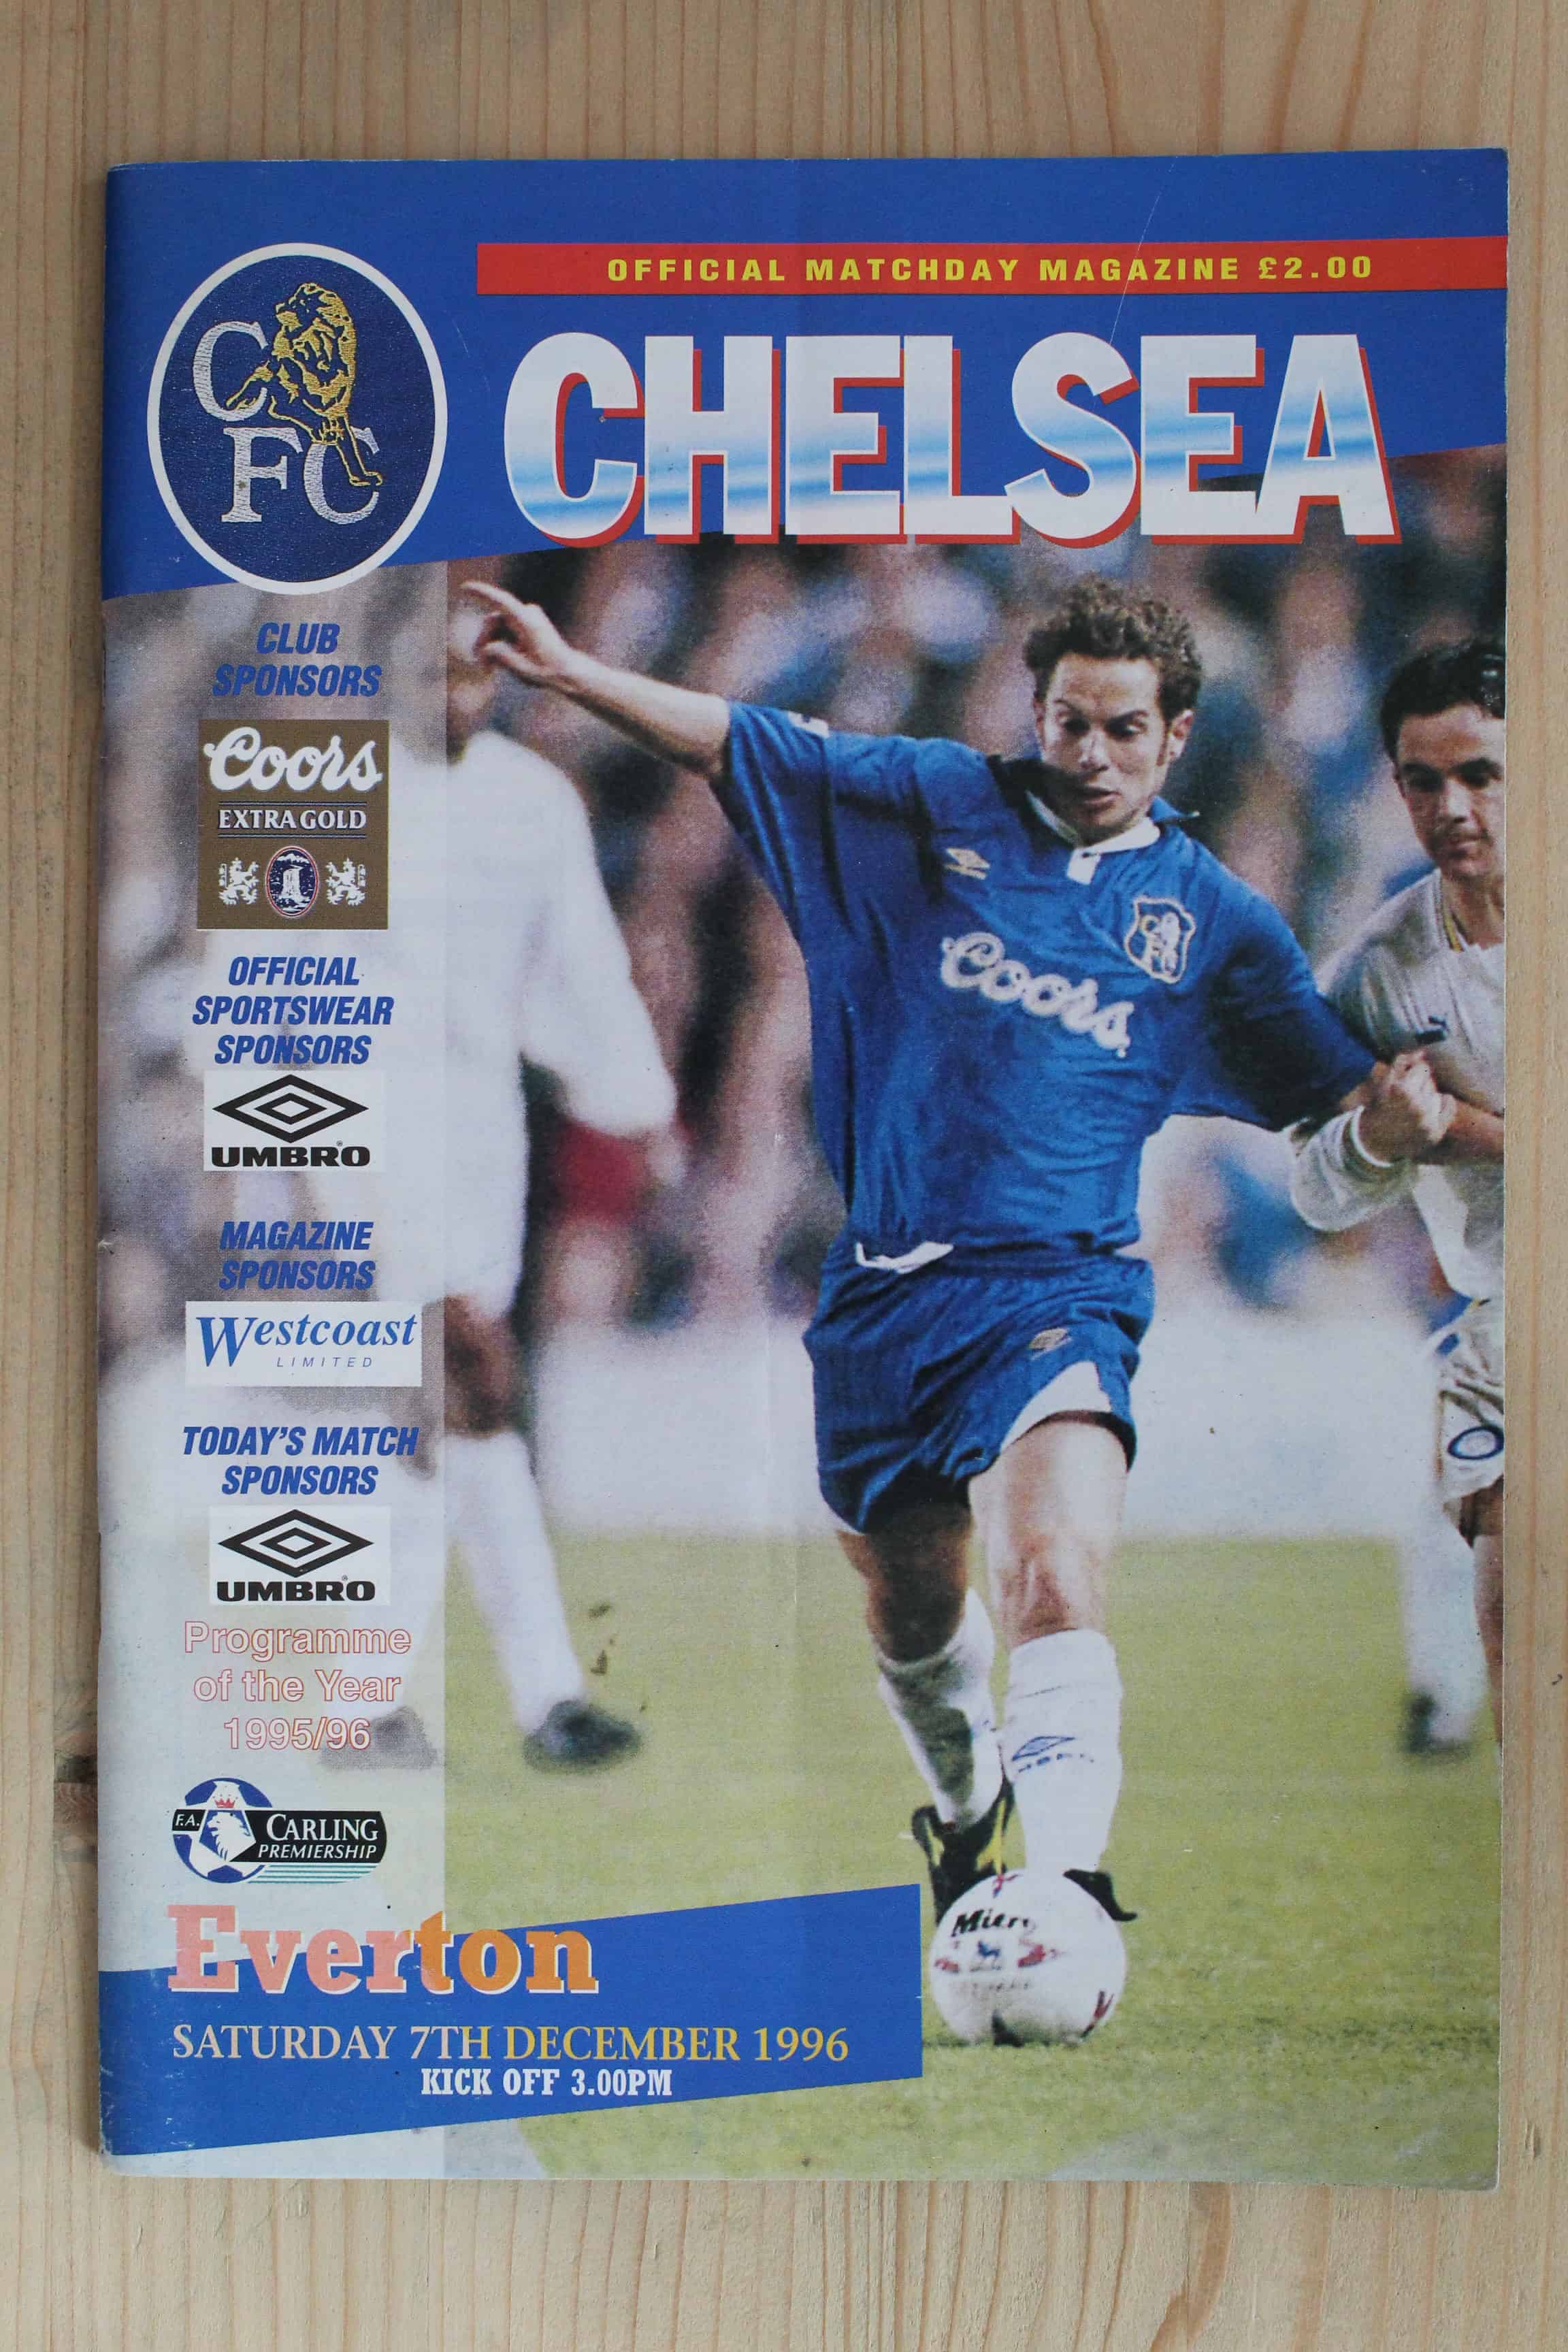 OFFICIAL MATCHDAY MAGAZINE £2.00
CHELSEA
C
FC
CLUB
SPONSORS
Coors
EXTRA GOLD
OFFICIAL
SPORTSWEAR
SPONSORS
UMBRO
MAGAZINE
SPONSORS
Westcoast
LIMITED
TODAY'S MATCH
SPONSORS
UMBRO
Programme
of the Year
1995/96
F.A. CARLING
PREMIERSHIP
Everton
SATURDAY 7TH DECEMBER 1996
KICK OFF 3.00PM
Coors